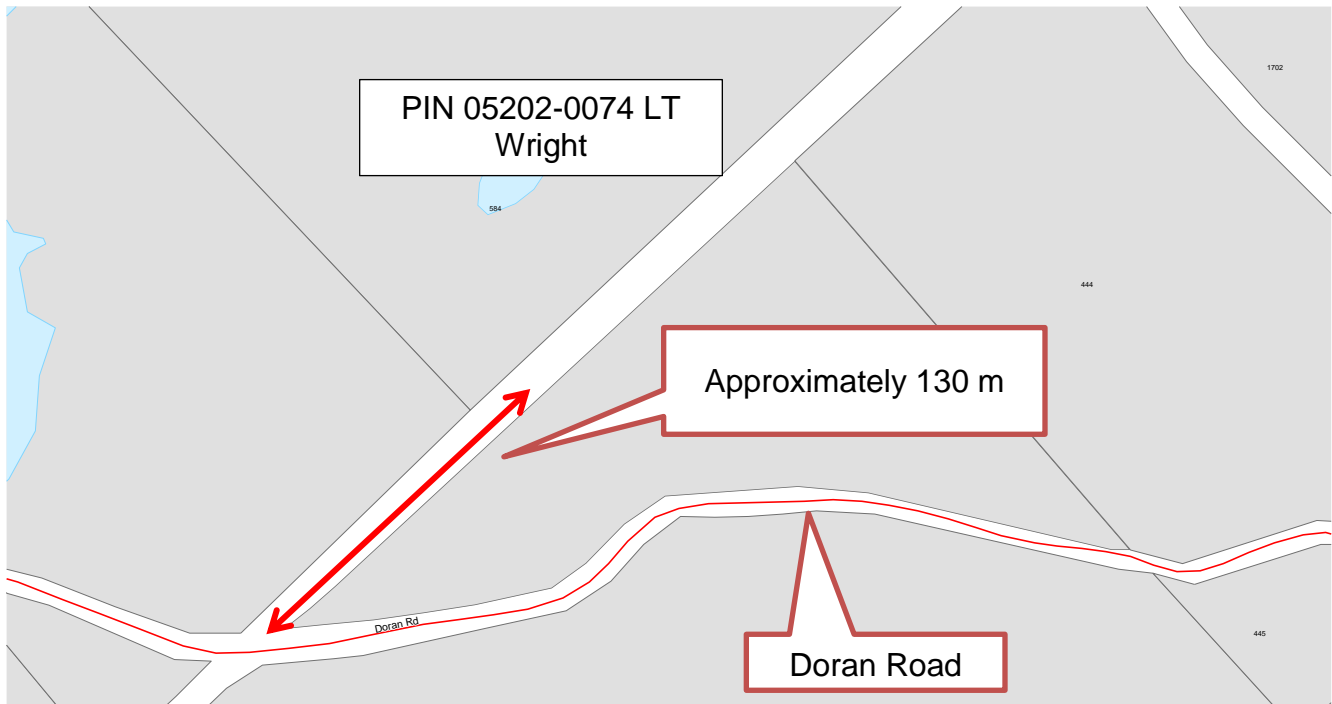 1702
PIN 05202-0074 LT
Wright
584
444
Approximately 130 m
Doran Rd
445
Doran Road